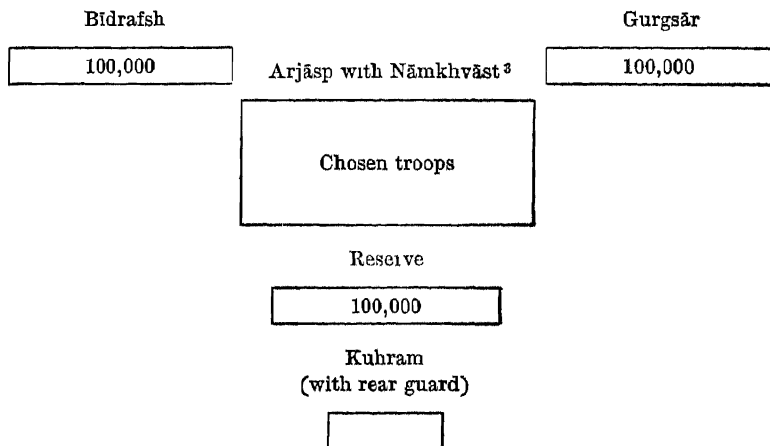 Bīdrafsh
Gurgsār
100,000
Arjāsp with Nāmkhvāst ³
100,000
Chosen troops
Reserve
100,000
Kuhram
(with rear guard)